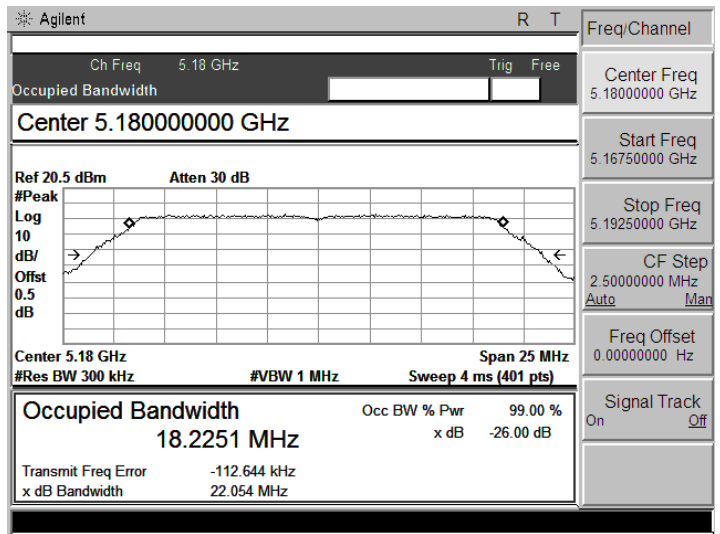 Agilent R T
Ch Freq 5.18 GHz Trig Free
Occupied Bandwidth
Center 5.180000000 GHz
Ref 20.5 dBm Atten 30 dB
#Peak
Log
10
dB/
Offst
0.5
dB
Center 5.18 GHz Span 25 MHz
#Res BW 300 kHz #VBW 1 MHz Sweep 4 ms (401 pts)
Occupied Bandwidth Occ BW % Pwr 99.00 %
18.2251 MHz x dB -26.00 dB
Transmit Freq Error -112.644 kHz
x dB Bandwidth 22.054 MHz
Freq/Channel
Center Freq
5.18000000 GHz
Start Freq
5.16750000 GHz
Stop Freq
5.19250000 GHz
CF Step
2.50000000 MHz
Auto Man
Freq Offset
0.00000000 Hz
Signal Track
On Off